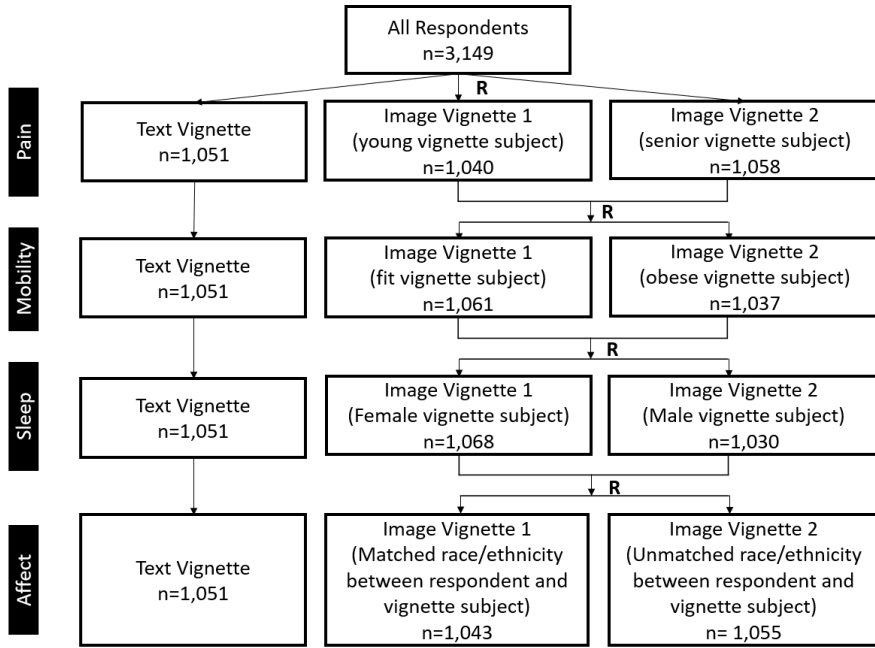 All Respondents
n=3,149
R
Pain
Text Vignette
n=1,051
Image Vignette 1
(young vignette subject)
n=1,040
Image Vignette 2
(senior vignette subject)
n=1,058
R
Mobility
Text Vignette
n=1,051
Image Vignette 1
(fit vignette subject)
n=1,061
Image Vignette 2
(obese vignette subject)
n=1,037
R
Sleep
Text Vignette
n=1,051
Image Vignette 1
(Female vignette subject)
n=1,068
Image Vignette 2
(Male vignette subject)
n=1,030
R
Affect
Text Vignette
n=1,051
Image Vignette 1
(Matched race/ethnicity
between respondent and
vignette subject)
n=1,043
Image Vignette 2
(Unmatched race/ethnicity
between respondent and
vignette subject)
n= 1,055